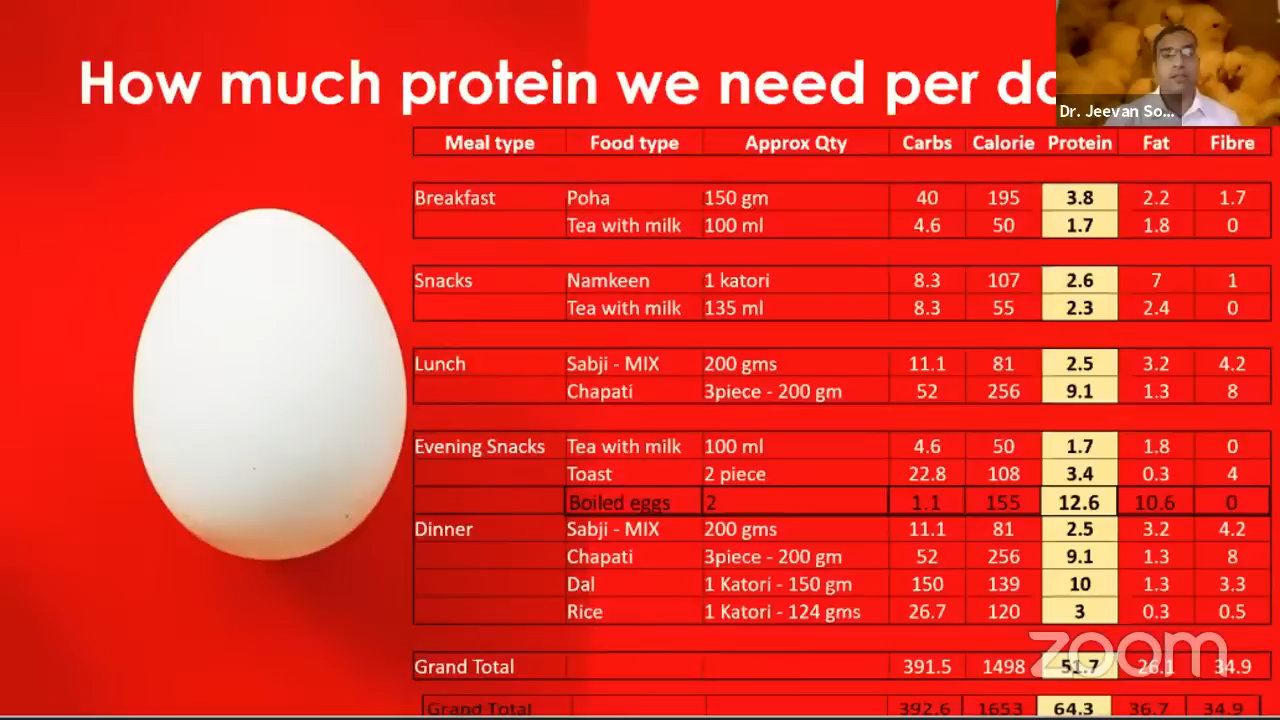 How much protein we need per da
Dr. Jeevan So...
Meal type Food type Approx Qty Carbs Calorie Protein Fat Fibre
Breakfast Poha 150 gm 40 195 3.8 2.2 1.7
Tea with milk 100 ml 4.6 50 1.7 1.8 0
Snacks Namkeen 1 katori 8.3 107 2.6 7 1
Tea with milk 135 ml 8.3 55 2.3 2.4 0
Lunch Sabji - MIX 200 gms 11.1 81 2.5 3.2 4.2
Chapati 3piece - 200 gm 52 256 9.1 1.3 8
Evening Snacks Tea with milk 100 ml 4.6 50 1.7 1.8 0
Toast 2 piece 22.8 108 3.4 0.3 4
Boiled eggs 2 1.1 155 12.6 10.6 0
Dinner Sabji - MIX 200 gms 11.1 81 2.5 3.2 4.2
Chapati 3piece - 200 gm 52 256 9.1 1.3 8
Dal 1 Katori - 150 gm 150 139 10 1.3 3.3
Rice 1 Katori - 124 gms 26.7 120 3 0.3 0.5
zoom
Grand Total 391.5 1498 51.7 26.1 34.9
Grand Total 392.6 1653 64.3 36.7 34.9